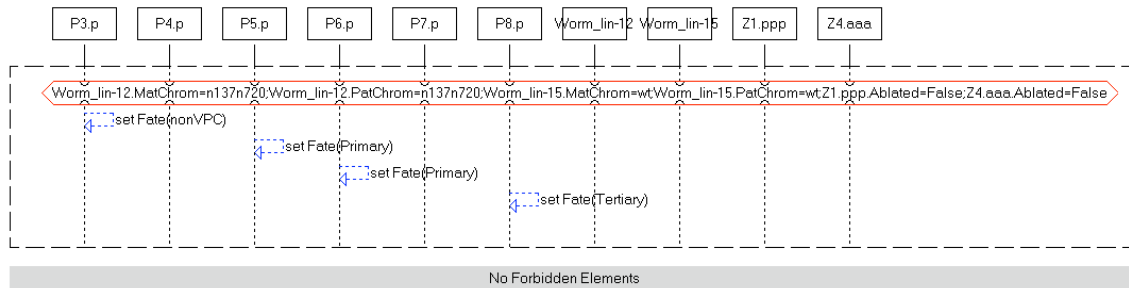 P3.p P4.p P5.p P6.p P7.p P8.p Worm_lin-12 Worm_lin-15 Z1.ppp Z4.aaa
Worm_lin-12.MatChrom=n137n720;Worm_lin-12.PatChrom=n137n720;Worm_lin-15.MatChrom=wt;Worm_lin-15.PatChrom=wt;Z1.ppp.Ablated=False;Z4.aaa.Ablated=False
set Fate(nonVPC)
set Fate(Primary)
set Fate(Primary)
set Fate(Tertiary)
No Forbidden Elements